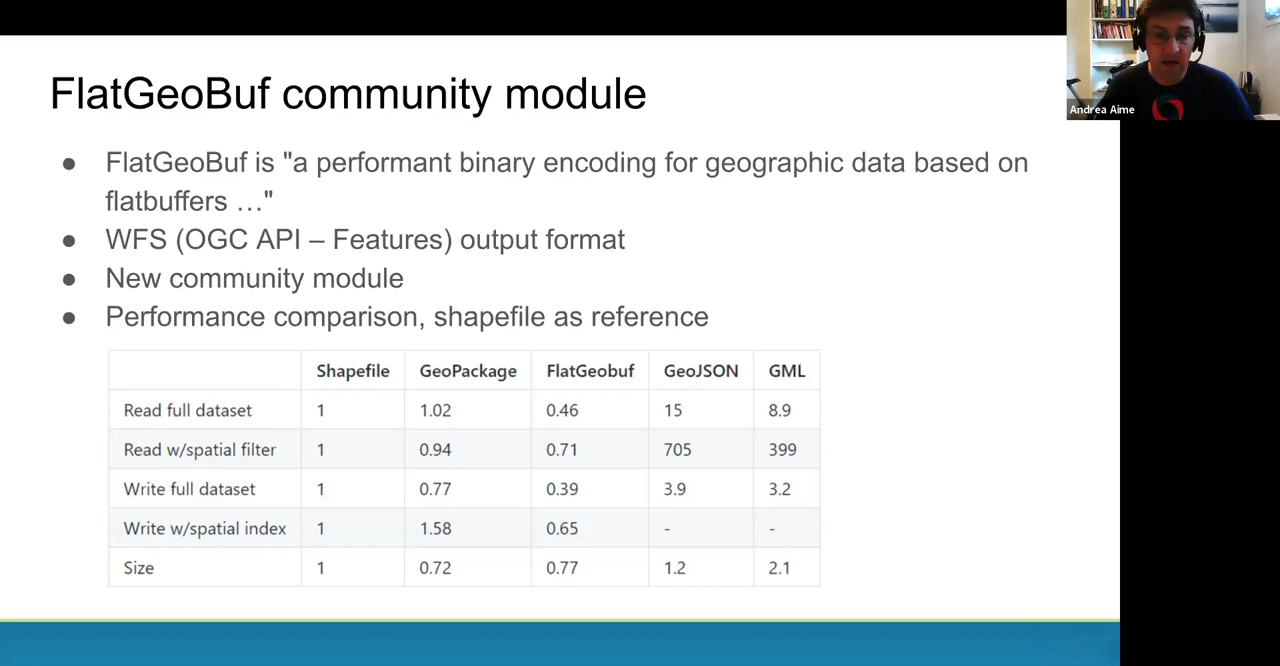 FlatGeoBuf community module
Andrea Aime
● FlatGeoBuf is "a performant binary encoding for geographic data based on
flatbuffers …"
● WFS (OGC API – Features) output format
● New community module
● Performance comparison, shapefile as reference
Shapefile GeoPackage FlatGeobuf GeoJSON GML
Read full dataset 1 1.02 0.46 15 8.9
Read w/spatial filter 1 0.94 0.71 705 399
Write full dataset 1 0.77 0.39 3.9 3.2
Write w/spatial index 1 1.58 0.65 - -
Size 1 0.72 0.77 1.2 2.1